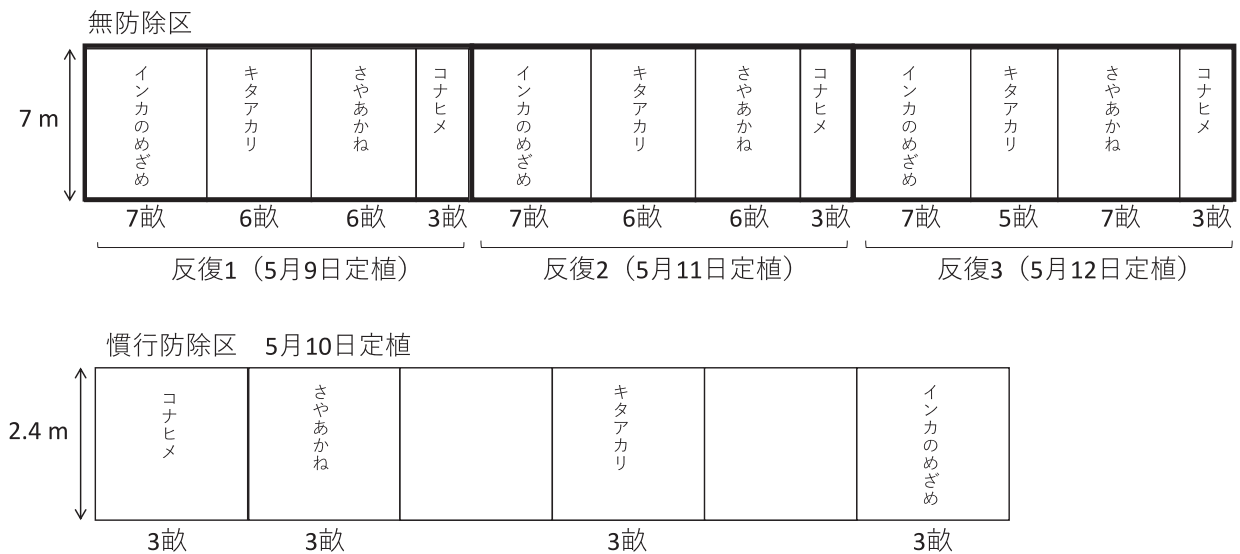 無防除区
7 m
インカのめざめ
キタアカリ
さやあかね
コナヒメ
インカのめざめ
キタアカリ
さやあかね
コナヒメ
インカのめざめ
キタアカリ
さやあかね
コナヒメ
7畝
6畝
6畝
3畝
7畝
6畝
6畝
3畝
7畝
5畝
7畝
3畝
反復1（5月9日定植）
反復2（5月11日定植）
反復3（5月12日定植）
慣行防除区　5月10日定植
2.4 m
コナヒメ
さやあかね
キタアカリ
インカのめざめ
3畝
3畝
3畝
3畝